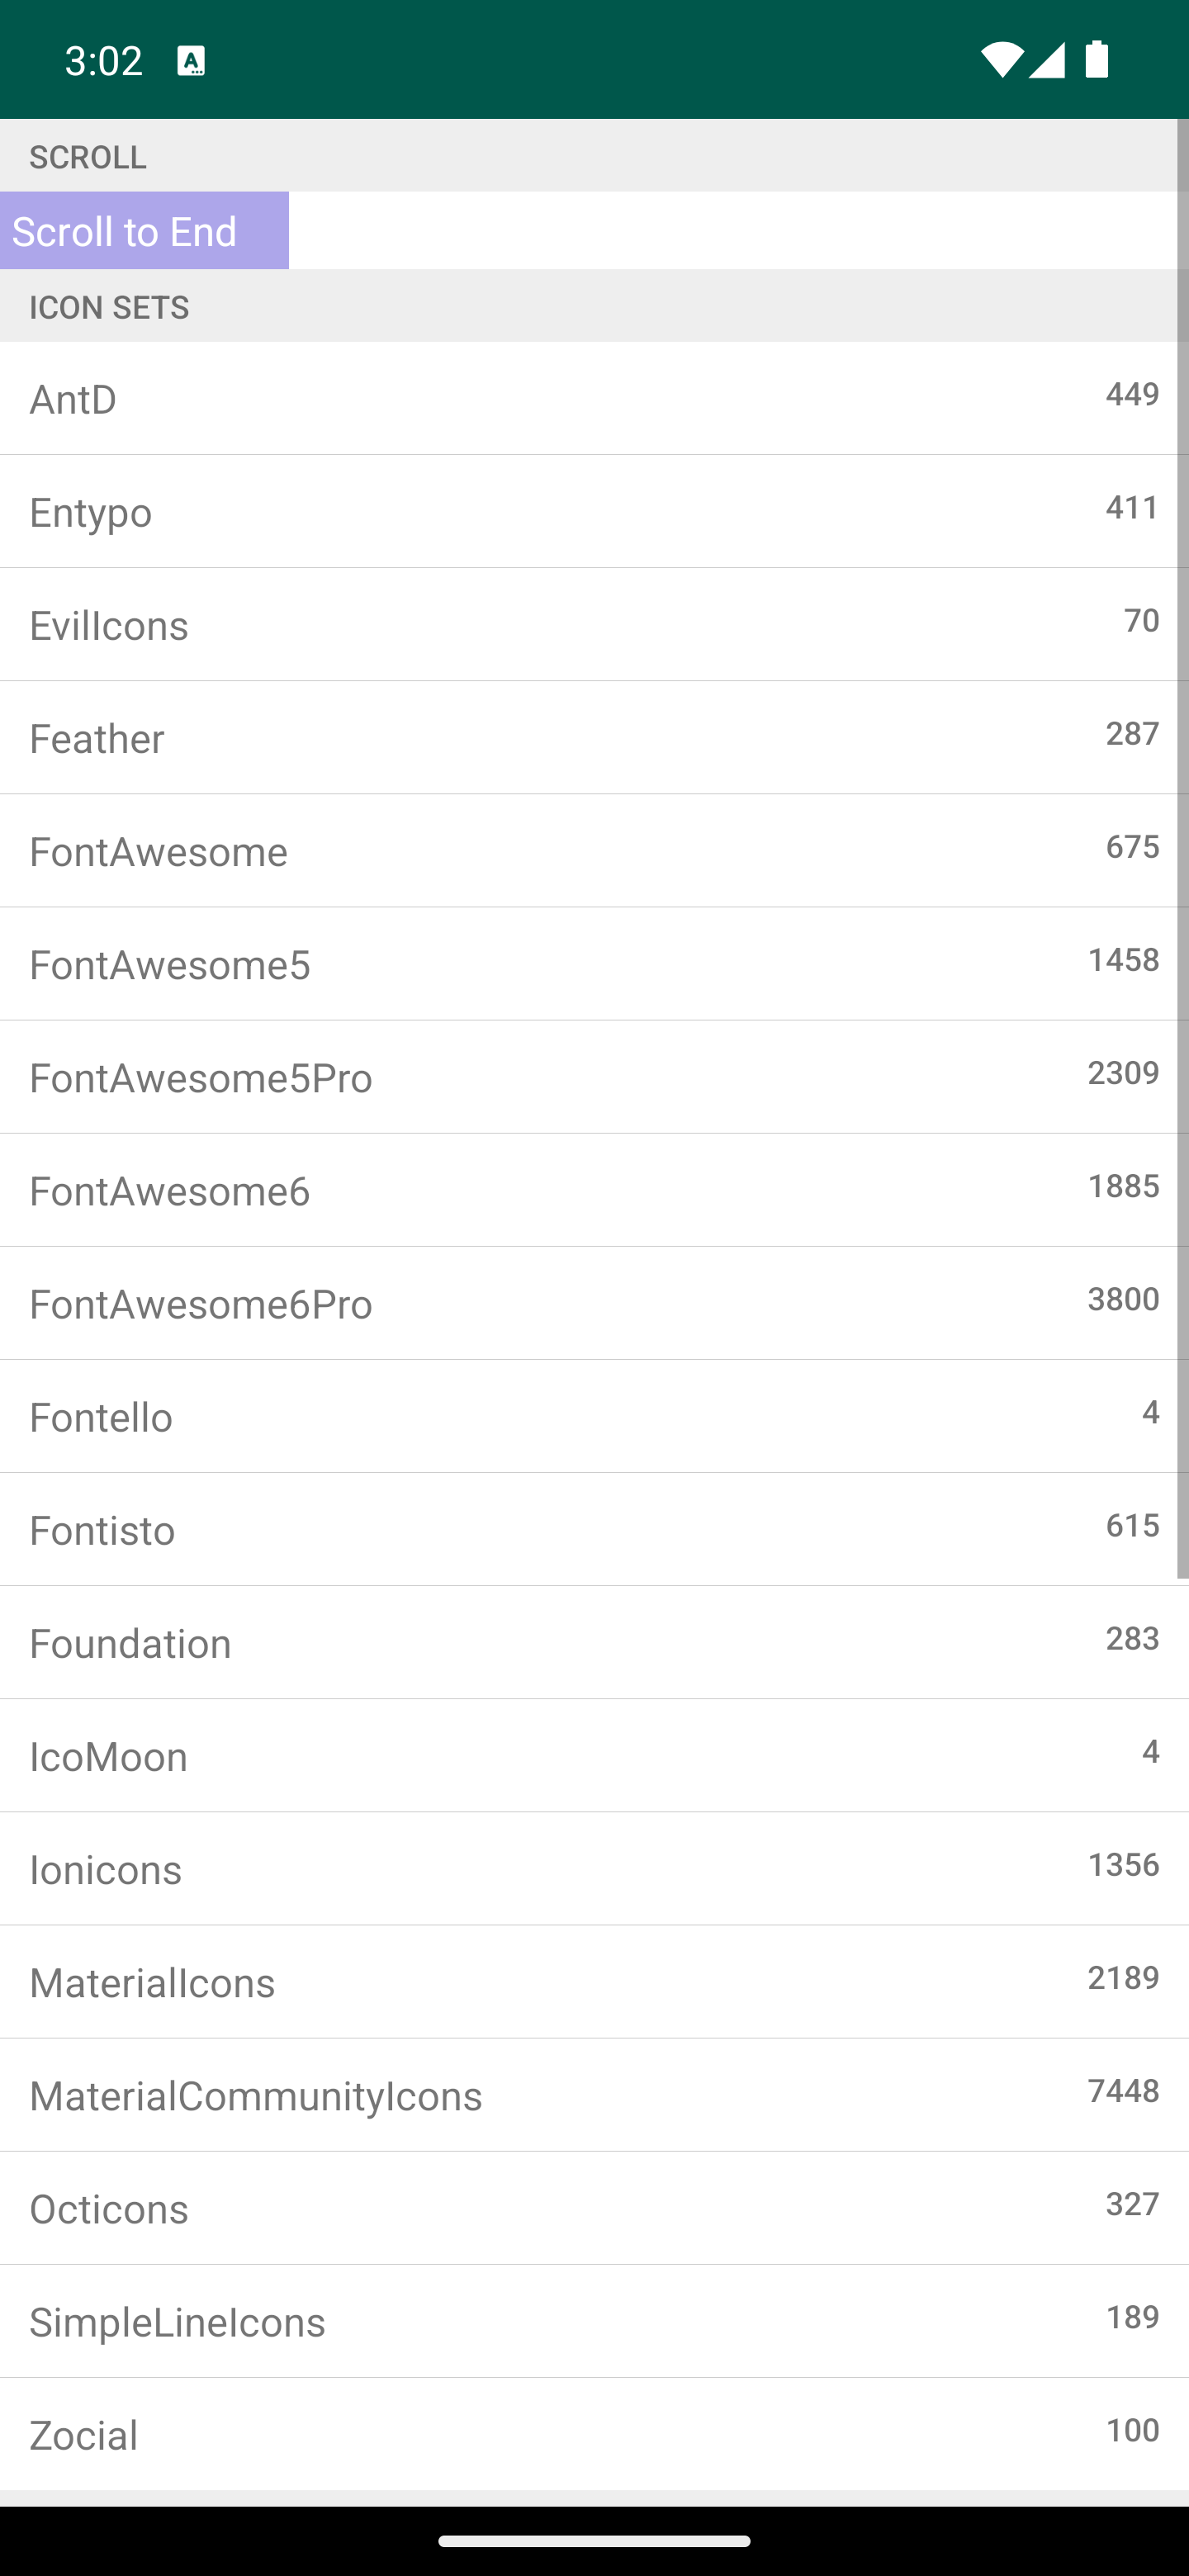 3:02
SCROLL
Scroll to End
ICON SETS
AntD 449
Entypo 411
EvilIcons 70
Feather 287
FontAwesome 675
FontAwesome5 1458
FontAwesome5Pro 2309
FontAwesome6 1885
FontAwesome6Pro 3800
Fontello 4
Fontisto 615
Foundation 283
IcoMoon 4
Ionicons 1356
MaterialIcons 2189
MaterialCommunityIcons 7448
Octicons 327
SimpleLineIcons 189
Zocial 100